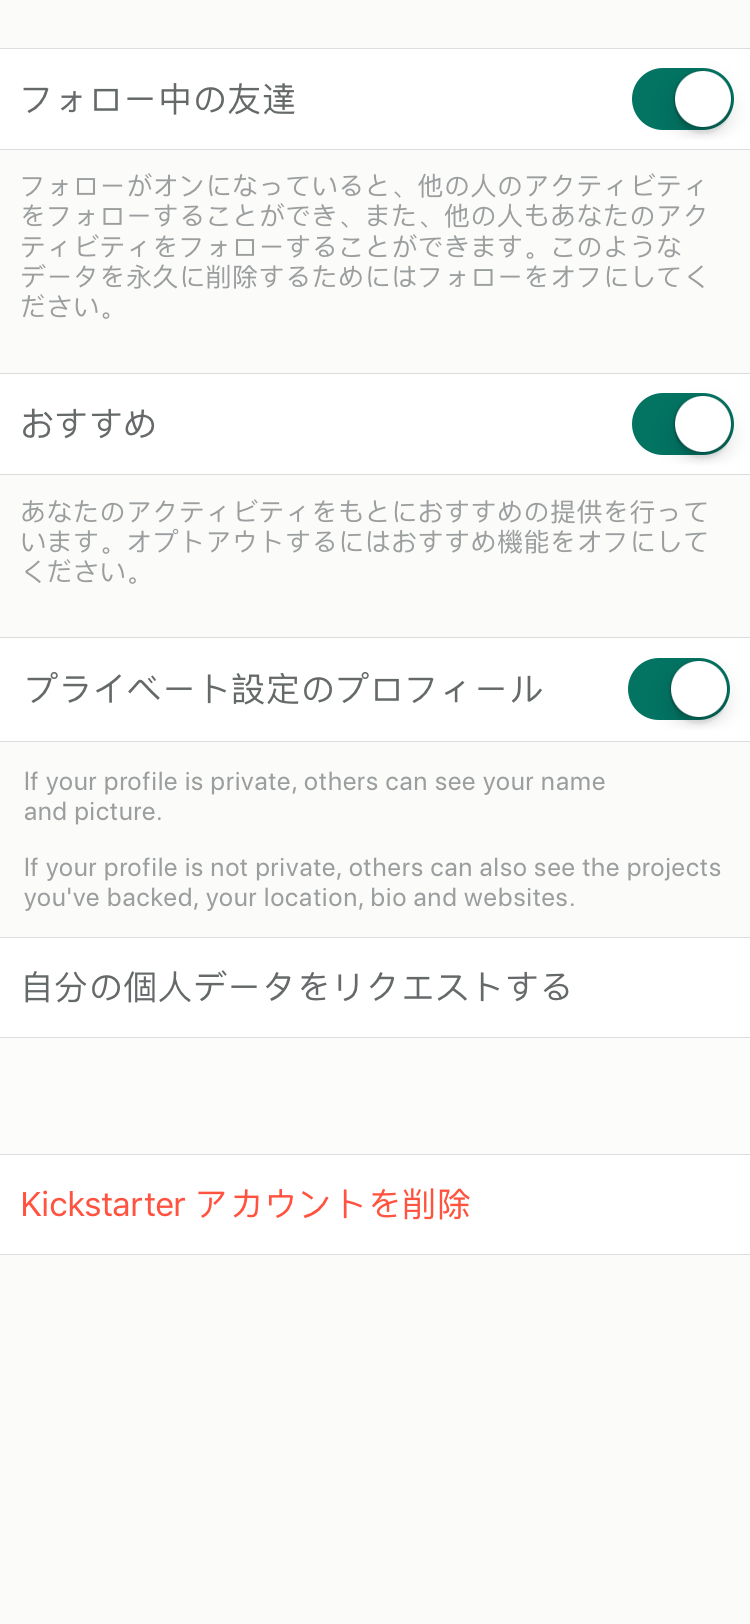 フォロー中の友達
フォローがオンになっていると、他の人のアクティビティ
をフォローすることができ、また、他の人もあなたのアク
ティビティをフォローすることができます。このような
データを永久に削除するためにはフォローをオフにしてく
ださい。
おすすめ
あなたのアクティビティをもとにおすすめの提供を行って
います。オプトアウトするにはおすすめ機能をオフにして
ください。
プライベート設定のプロフィール
If your profile is private, others can see your name
and picture.
If your profile is not private, others can also see the projects
you've backed, your location, bio and websites.
自分の個人データをリクエストする
Kickstarter アカウントを削除